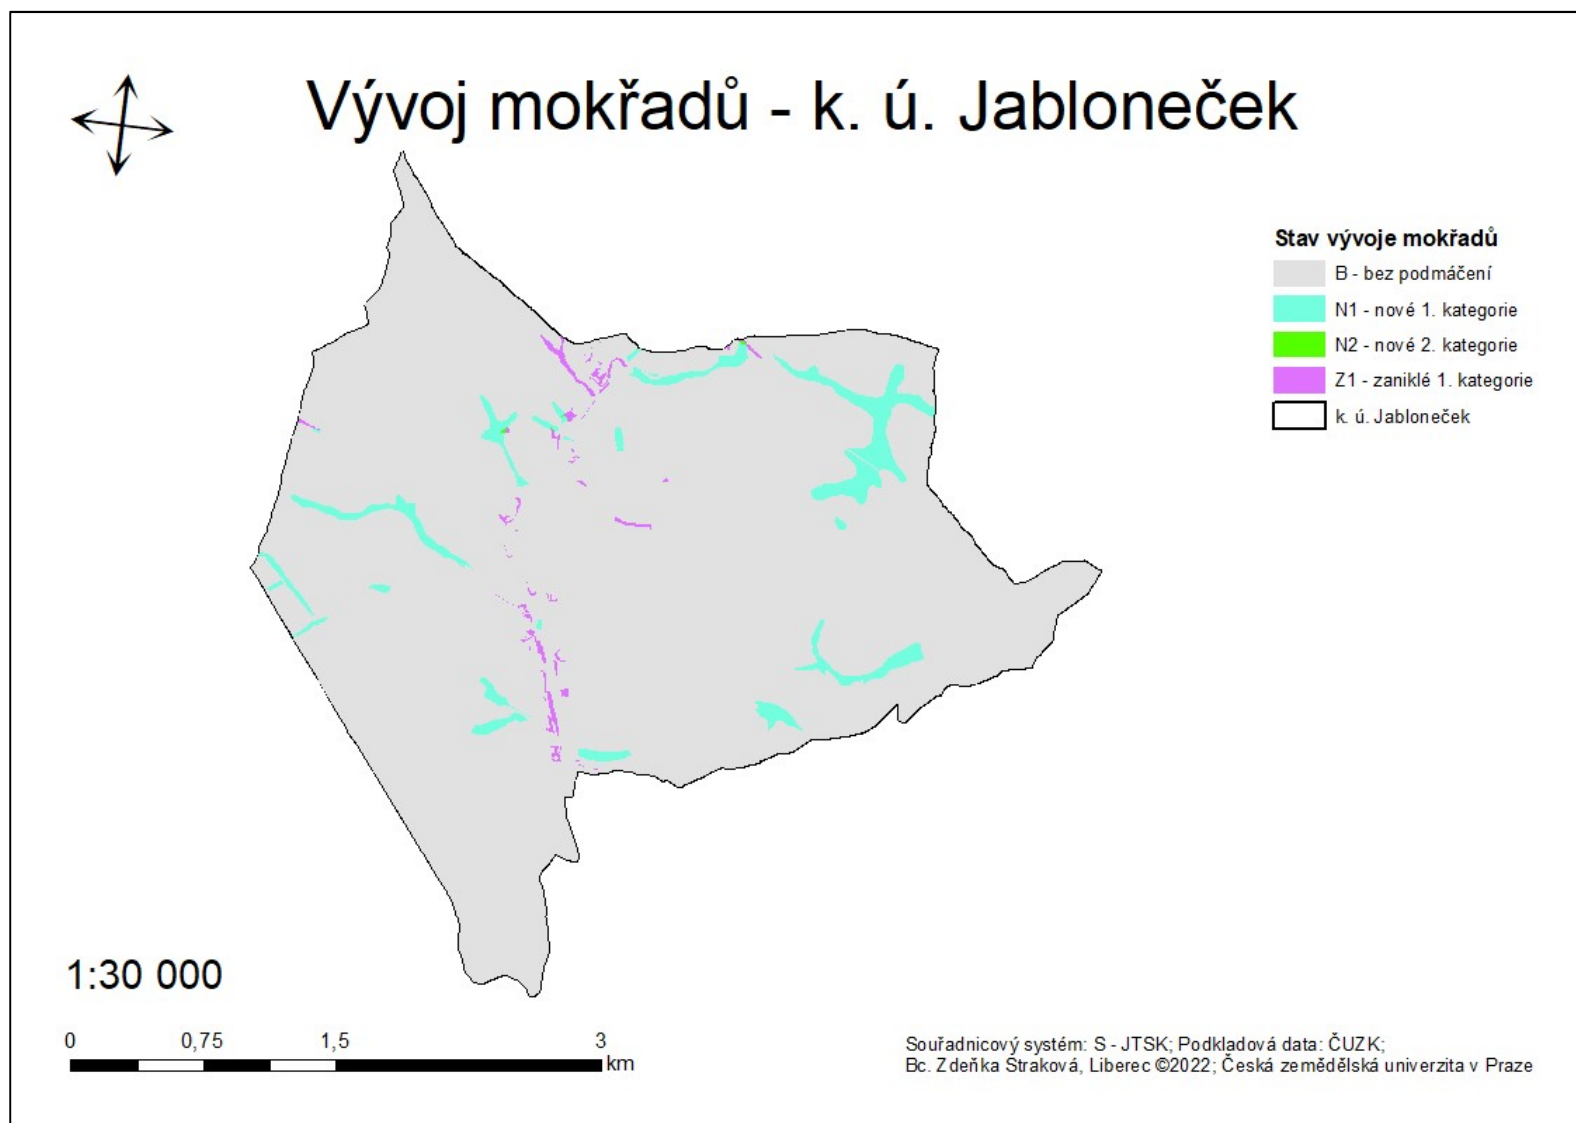 Vývoj mokřadů - k. ú. Jabloneček
Stav vývoje mokřadů
B - bez podmáčení
N1 - nové 1. kategorie
N2 - nové 2. kategorie
Z1 - zaniklé 1. kategorie
k. ú. Jabloneček
1:30 000
0 0,75 1,5 3
km
Souřadnicový systém: S - JTSK; Podkladová data: ČUZK;
Bc. Zdeňka Straková, Liberec ©2022; Česká zemědělská univerzita v Praze